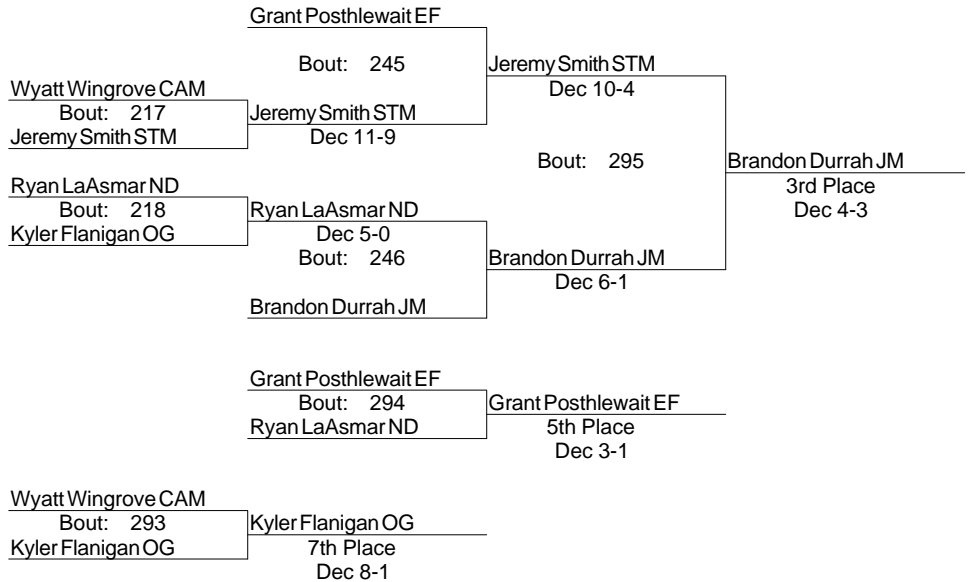 Grant Posthlewait EF
Bout: 245
Jeremy Smith STM
Dec 10-4
Wyatt Wingrove CAM
Bout: 217
Jeremy Smith STM
Jeremy Smith STM
Dec 11-9
Bout: 295
Brandon Durrah JM
3rd Place
Dec 4-3
Ryan LaAsmar ND
Bout: 218
Kyler Flanigan OG
Ryan LaAsmar ND
Dec 5-0
Bout: 246
Brandon Durrah JM
Dec 6-1
Brandon Durrah JM
Grant Posthlewait EF
Bout: 294
Ryan LaAsmar ND
Grant Posthlewait EF
5th Place
Dec 3-1
Wyatt Wingrove CAM
Bout: 293
Kyler Flanigan OG
Kyler Flanigan OG
7th Place
Dec 8-1